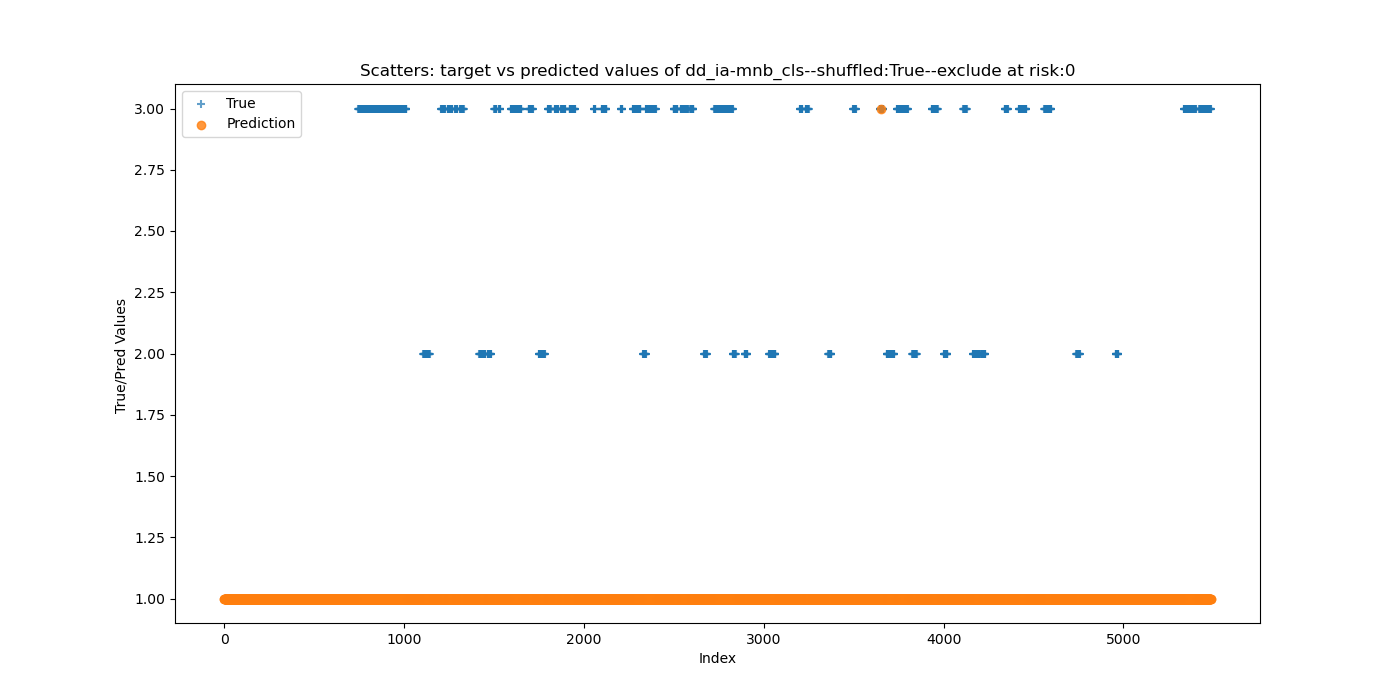 Scatters: target vs predicted values of dd_ia-mnb_cls--shuffled:True--exclude at risk:0
True
Prediction
True/Pred Values
3.00
2.75
2.50
2.25
2.00
1.75
1.50
1.25
1.00
0 1000 2000 3000 4000 5000
Index